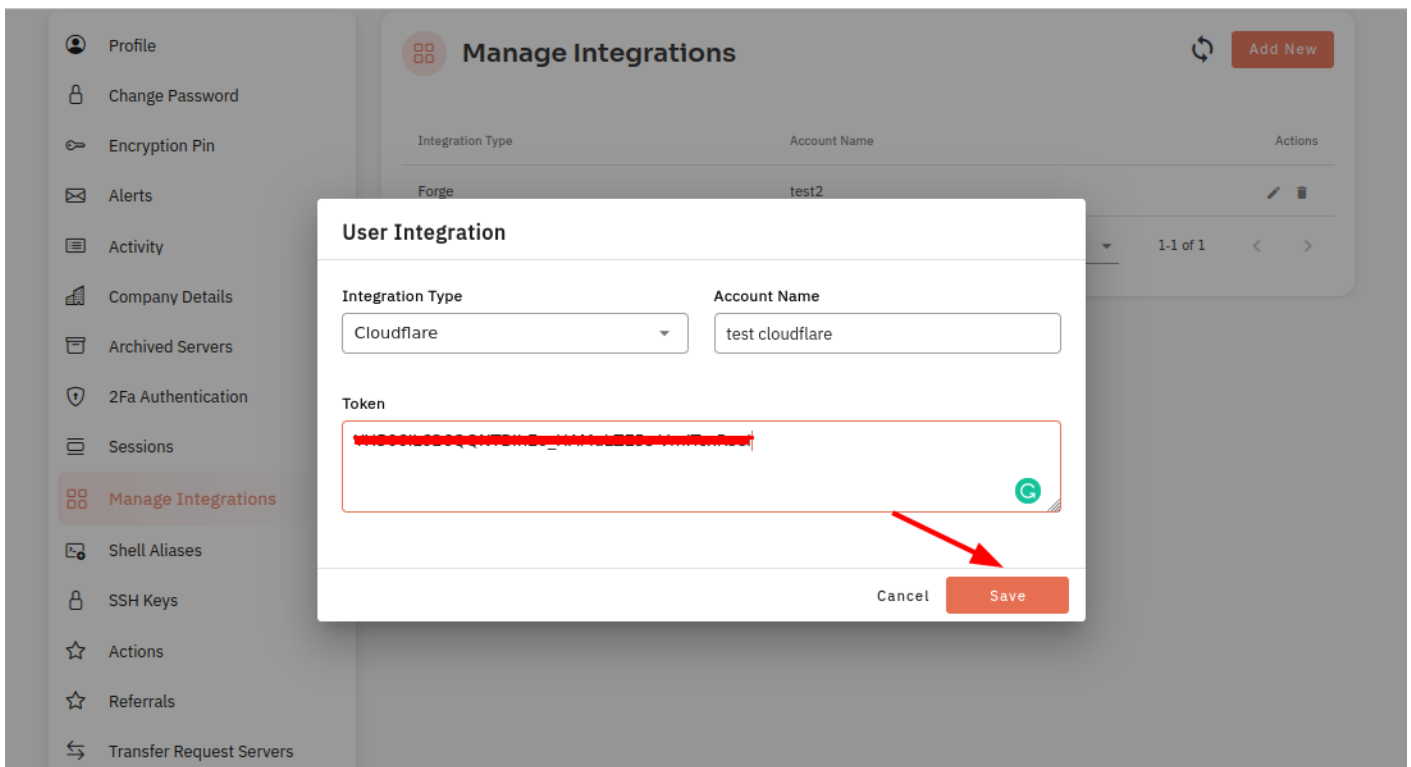 Profile
Change Password
Encryption Pin
Alerts
Activity
Company Details
Archived Servers
2Fa Authentication
Sessions
Manage Integrations
Shell Aliases
SSH Keys
Actions
Referrals
Transfer Request Servers
Manage Integrations
Add New
Integration Type Account Name Actions
Forge test2
1-1 of 1
User Integration
Integration Type Account Name
Cloudflare test cloudflare
Token
Cancel Save